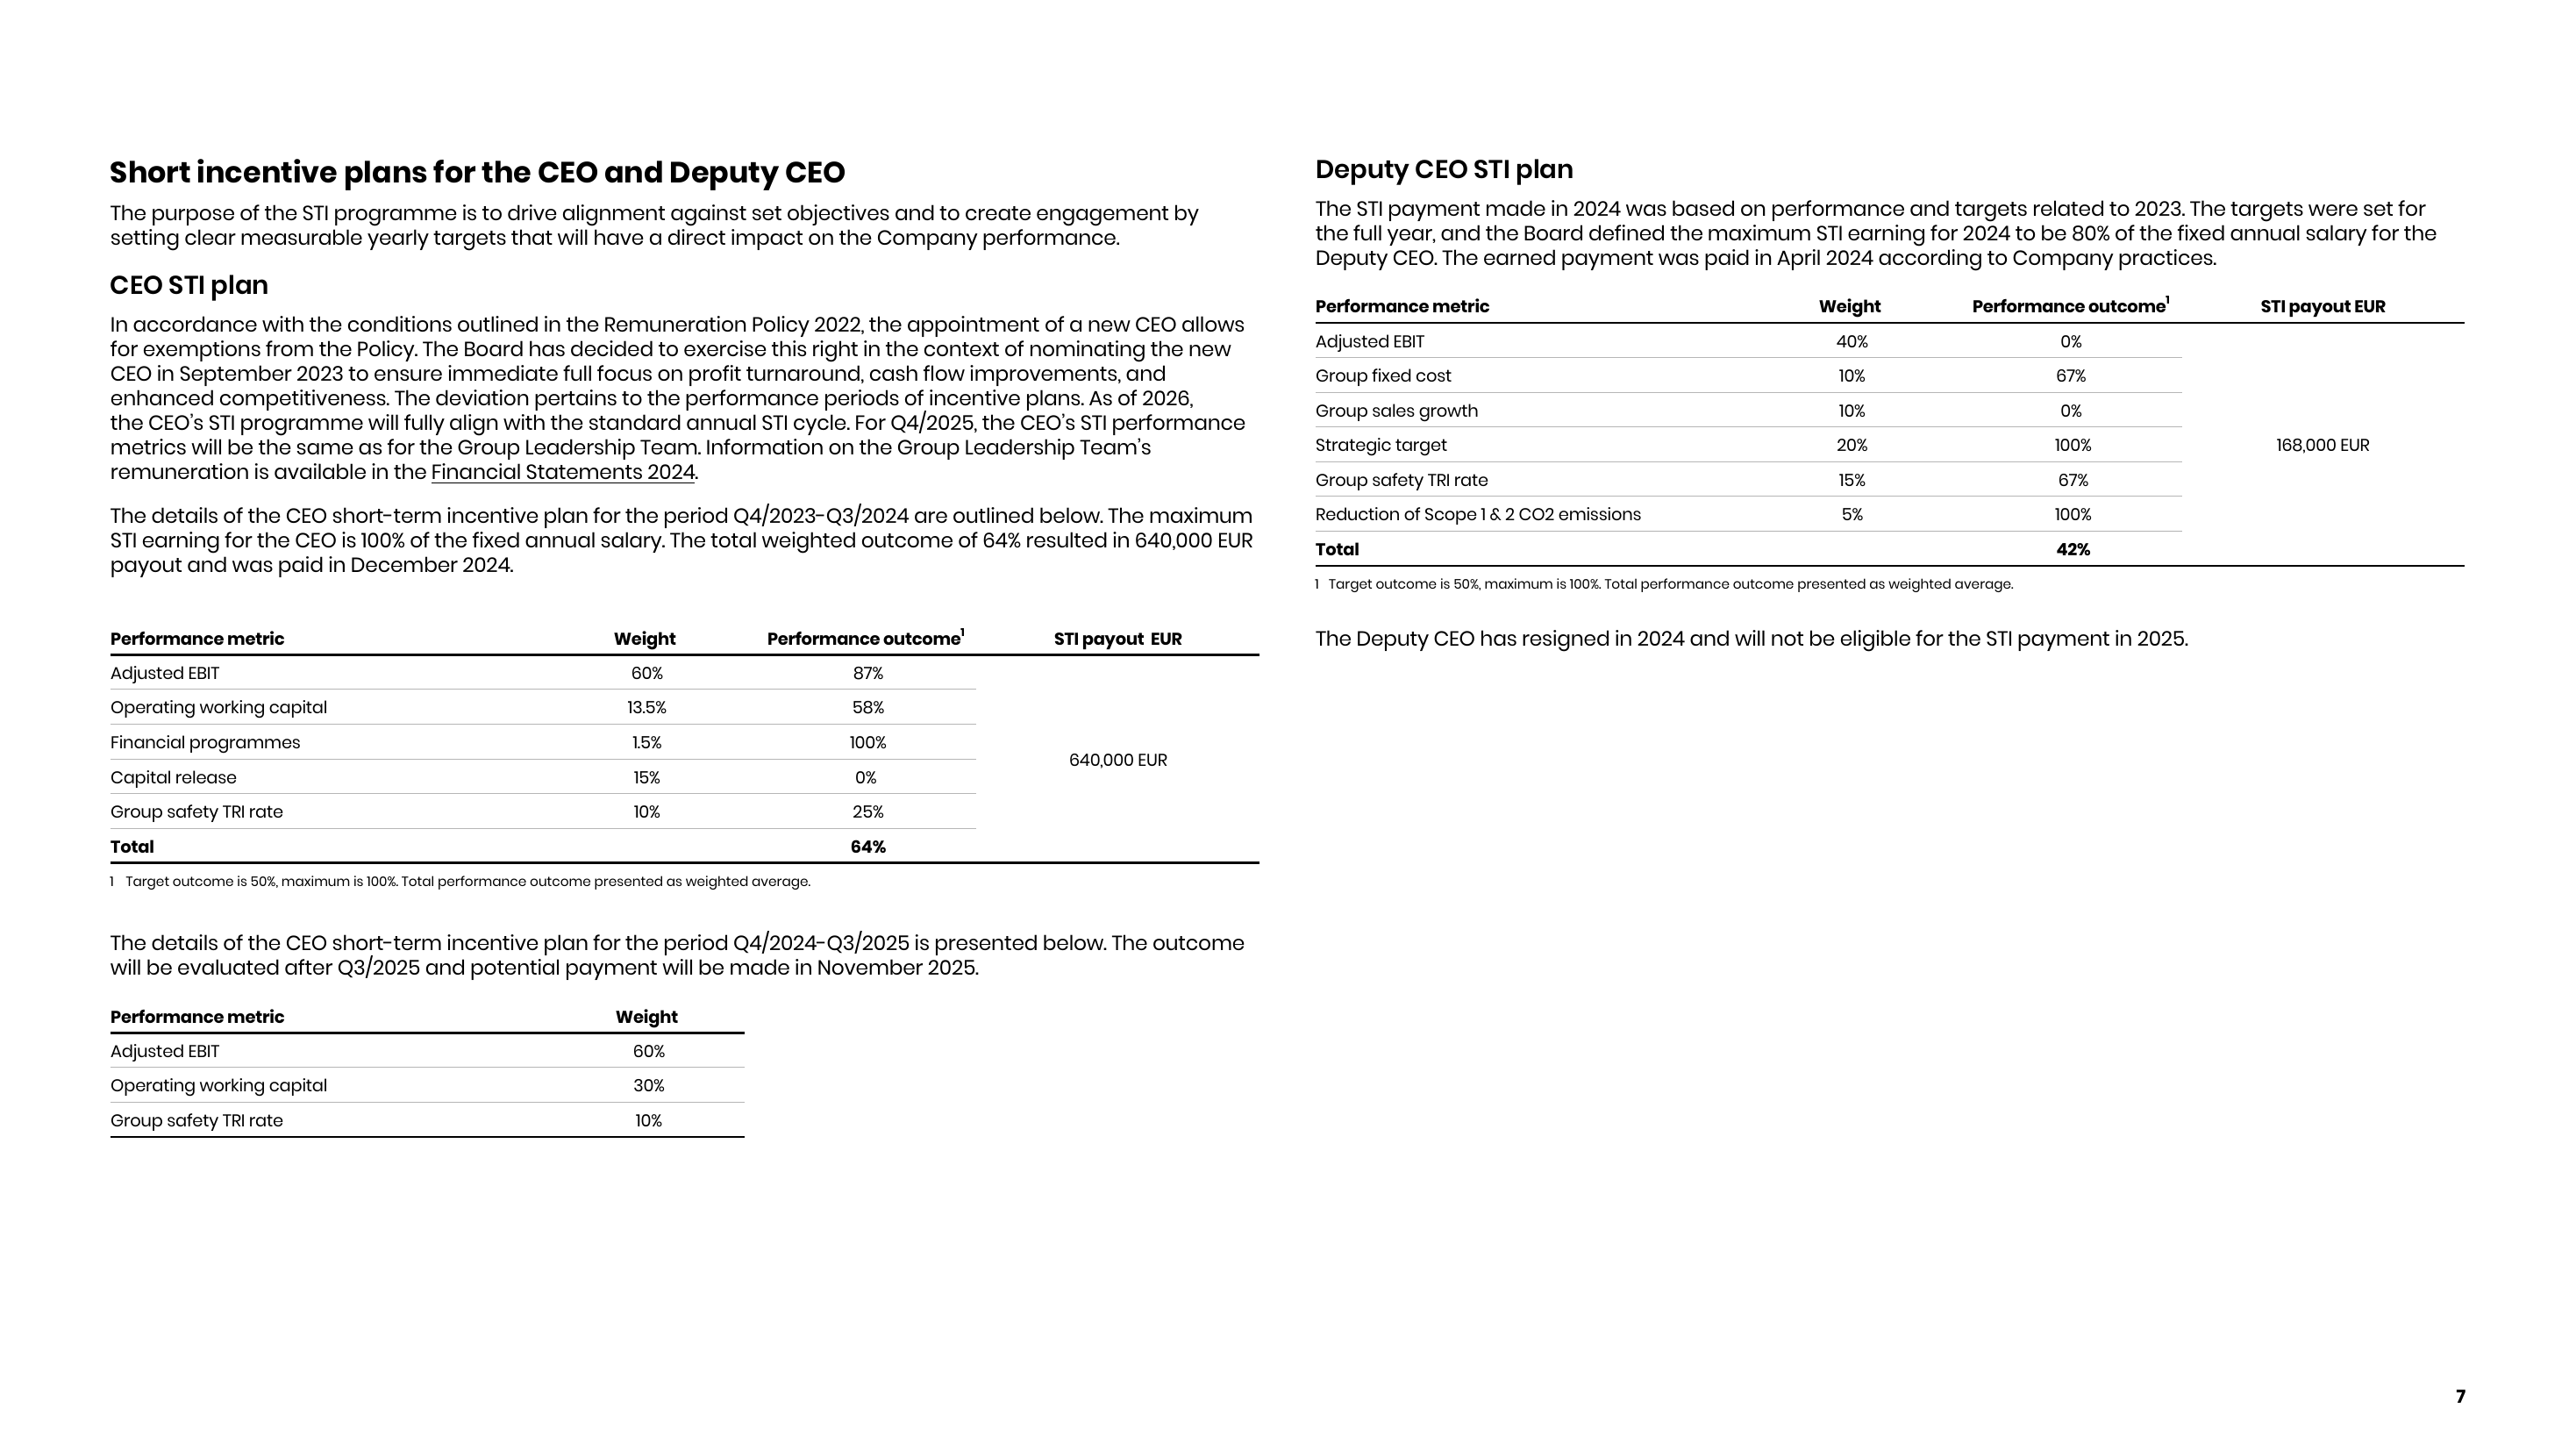 Short incentive plans for the CEO and Deputy CEO
The purpose of the STI programme is to drive alignment against set objectives and to create engagement by
setting clear measurable yearly targets that will have a direct impact on the Company performance.
CEO STI plan
In accordance with the conditions outlined in the Remuneration Policy 2022, the appointment of a new CEO allows
for exemptions from the Policy. The Board has decided to exercise this right in the context of nominating the new
CEO in September 2023 to ensure immediate full focus on profit turnaround, cash flow improvements, and
enhanced competitiveness. The deviation pertains to the performance periods of incentive plans. As of 2026,
the CEO’s STI programme will fully align with the standard annual STI cycle. For Q4/2025, the CEO’s STI performance
metrics will be the same as for the Group Leadership Team. Information on the Group Leadership Team’s
remuneration is available in the Financial Statements 2024.
The details of the CEO short-term incentive plan for the period Q4/2023-Q3/2024 are outlined below. The maximum
STI earning for the CEO is 100% of the fixed annual salary. The total weighted outcome of 64% resulted in 640,000 EUR
payout and was paid in December 2024.
Performance metric Weight Performance outcome¹ STI payout EUR
Adjusted EBIT 60% 87%
Operating working capital 13.5% 58%
Financial programmes 1.5% 100%
640,000 EUR
Capital release 15% 0%
Group safety TRI rate 10% 25%
Total 64%
1 Target outcome is 50%, maximum is 100%. Total performance outcome presented as weighted average.
The details of the CEO short-term incentive plan for the period Q4/2024-Q3/2025 is presented below. The outcome
will be evaluated after Q3/2025 and potential payment will be made in November 2025.
Performance metric Weight
Adjusted EBIT 60%
Operating working capital 30%
Group safety TRI rate 10%
Deputy CEO STI plan
The STI payment made in 2024 was based on performance and targets related to 2023. The targets were set for
the full year, and the Board defined the maximum STI earning for 2024 to be 80% of the fixed annual salary for the
Deputy CEO. The earned payment was paid in April 2024 according to Company practices.
Performance metric Weight Performance outcome¹ STI payout EUR
Adjusted EBIT 40% 0%
Group fixed cost 10% 67%
Group sales growth 10% 0%
Strategic target 20% 100% 168,000 EUR
Group safety TRI rate 15% 67%
Reduction of Scope 1 & 2 CO2 emissions 5% 100%
Total 42%
1 Target outcome is 50%, maximum is 100%. Total performance outcome presented as weighted average.
The Deputy CEO has resigned in 2024 and will not be eligible for the STI payment in 2025.
7